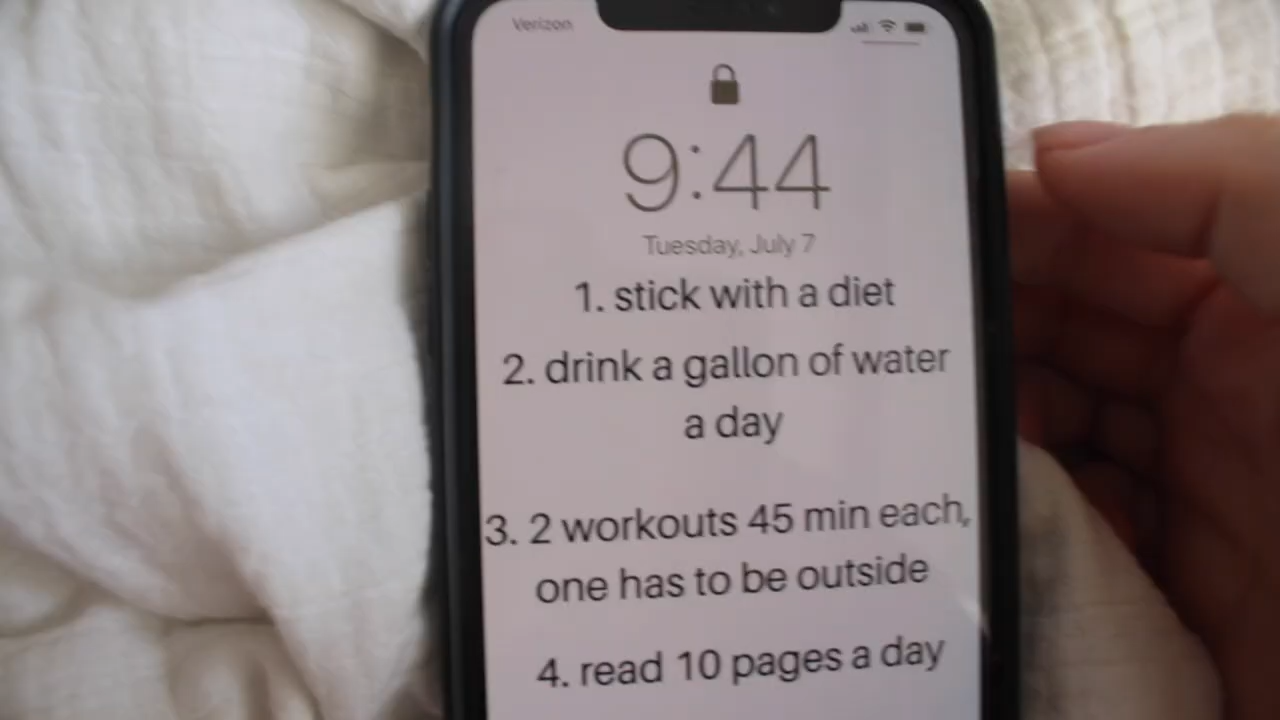 Verizon
9:44
Tuesday, July 7
1. stick with a diet
2. drink a gallon of water
a day
3. 2 workouts 45 min each,
one has to be outside
4. read 10 pages a day